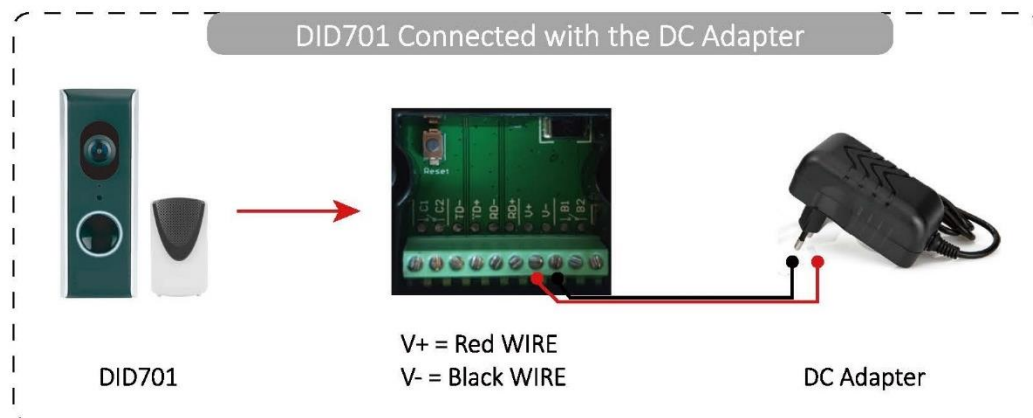 DID701 Connected with the DC Adapter
Reset
C1 C2 TD- TD+ RD- RD+ V+ V- B1 B2
V+ = Red WIRE
V- = Black WIRE
DID701
DC Adapter